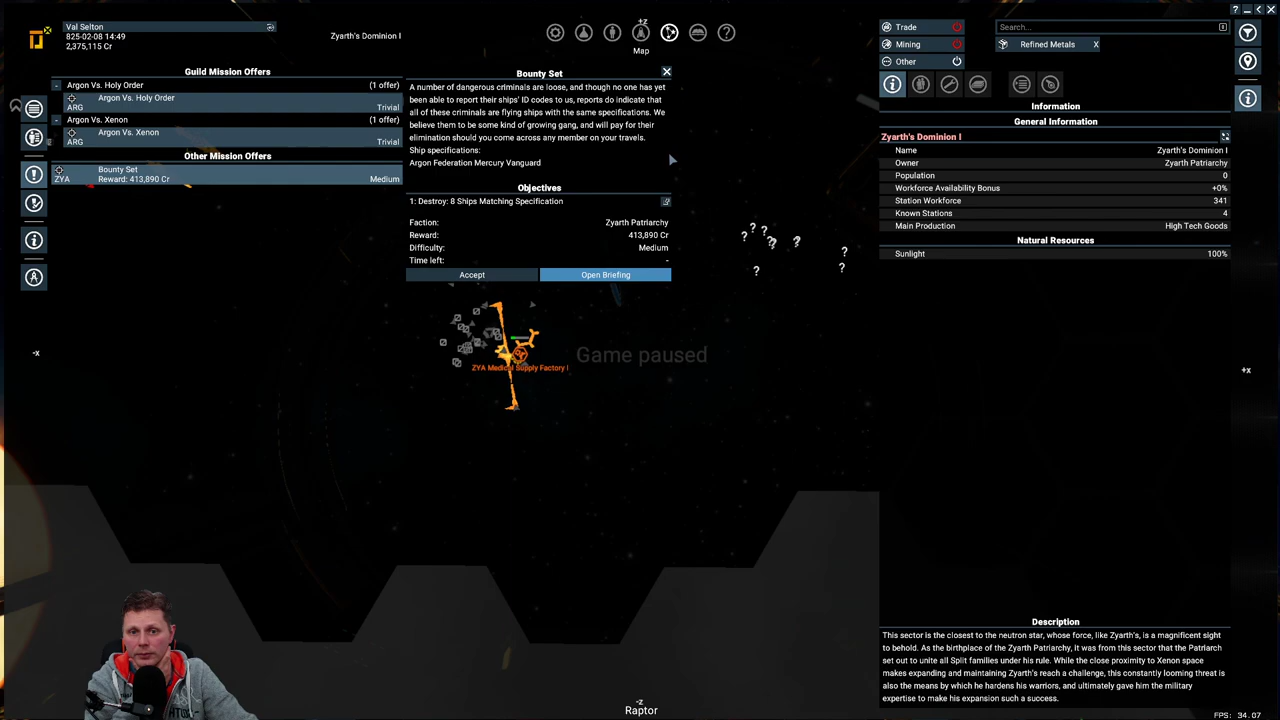 Val Selton
825-02-08 14:49
2,375,115 Cr
Zyarth's Dominion I
+Z
Map
Guild Mission Offers
Argon Vs. Holy Order (1 offer)
Argon Vs. Holy Order
ARG Trivial
Argon Vs. Xenon (1 offer)
Argon Vs. Xenon
ARG Trivial
Other Mission Offers
Bounty Set
ZYA Reward: 413,890 Cr Medium
Bounty Set
A number of dangerous criminals are loose, and though no one has yet
been able to report their ships' ID codes to us, reports do indicate that
all of these criminals are flying ships with the same specifications. We
believe them to be some kind of growing gang, and will pay for their
elimination should you come across any member on your travels.
Ship specifications:
Argon Federation Mercury Vanguard
Objectives
1: Destroy: 8 Ships Matching Specification
Faction: Zyarth Patriarchy
Reward: 413,890 Cr
Difficulty: Medium
Time left: -
Accept Open Briefing
Game paused
ZYA Medical Supply Factory I
-x
+x
-z
Raptor
Trade
Mining
Other
Search...
Refined Metals X
Information
General Information
Zyarth's Dominion I
Name Zyarth's Dominion I
Owner Zyarth Patriarchy
Population 0
Workforce Availability Bonus +0%
Station Workforce 341
Known Stations 4
Main Production High Tech Goods
Natural Resources
Sunlight 100%
Description
This sector is the closest to the neutron star, whose force, like Zyarth's, is a magnificent sight
to behold. As the birthplace of the Zyarth Patriarchy, it was from this sector that the Patriarch
set out to unite all Split families under his rule. While the close proximity to Xenon space
makes expanding and maintaining Zyarth's reach a challenge, this constantly looming threat is
also the means by which he hardens his warriors, and ultimately gave him the military
expertise to make his expansion such a success.
FPS: 34.07